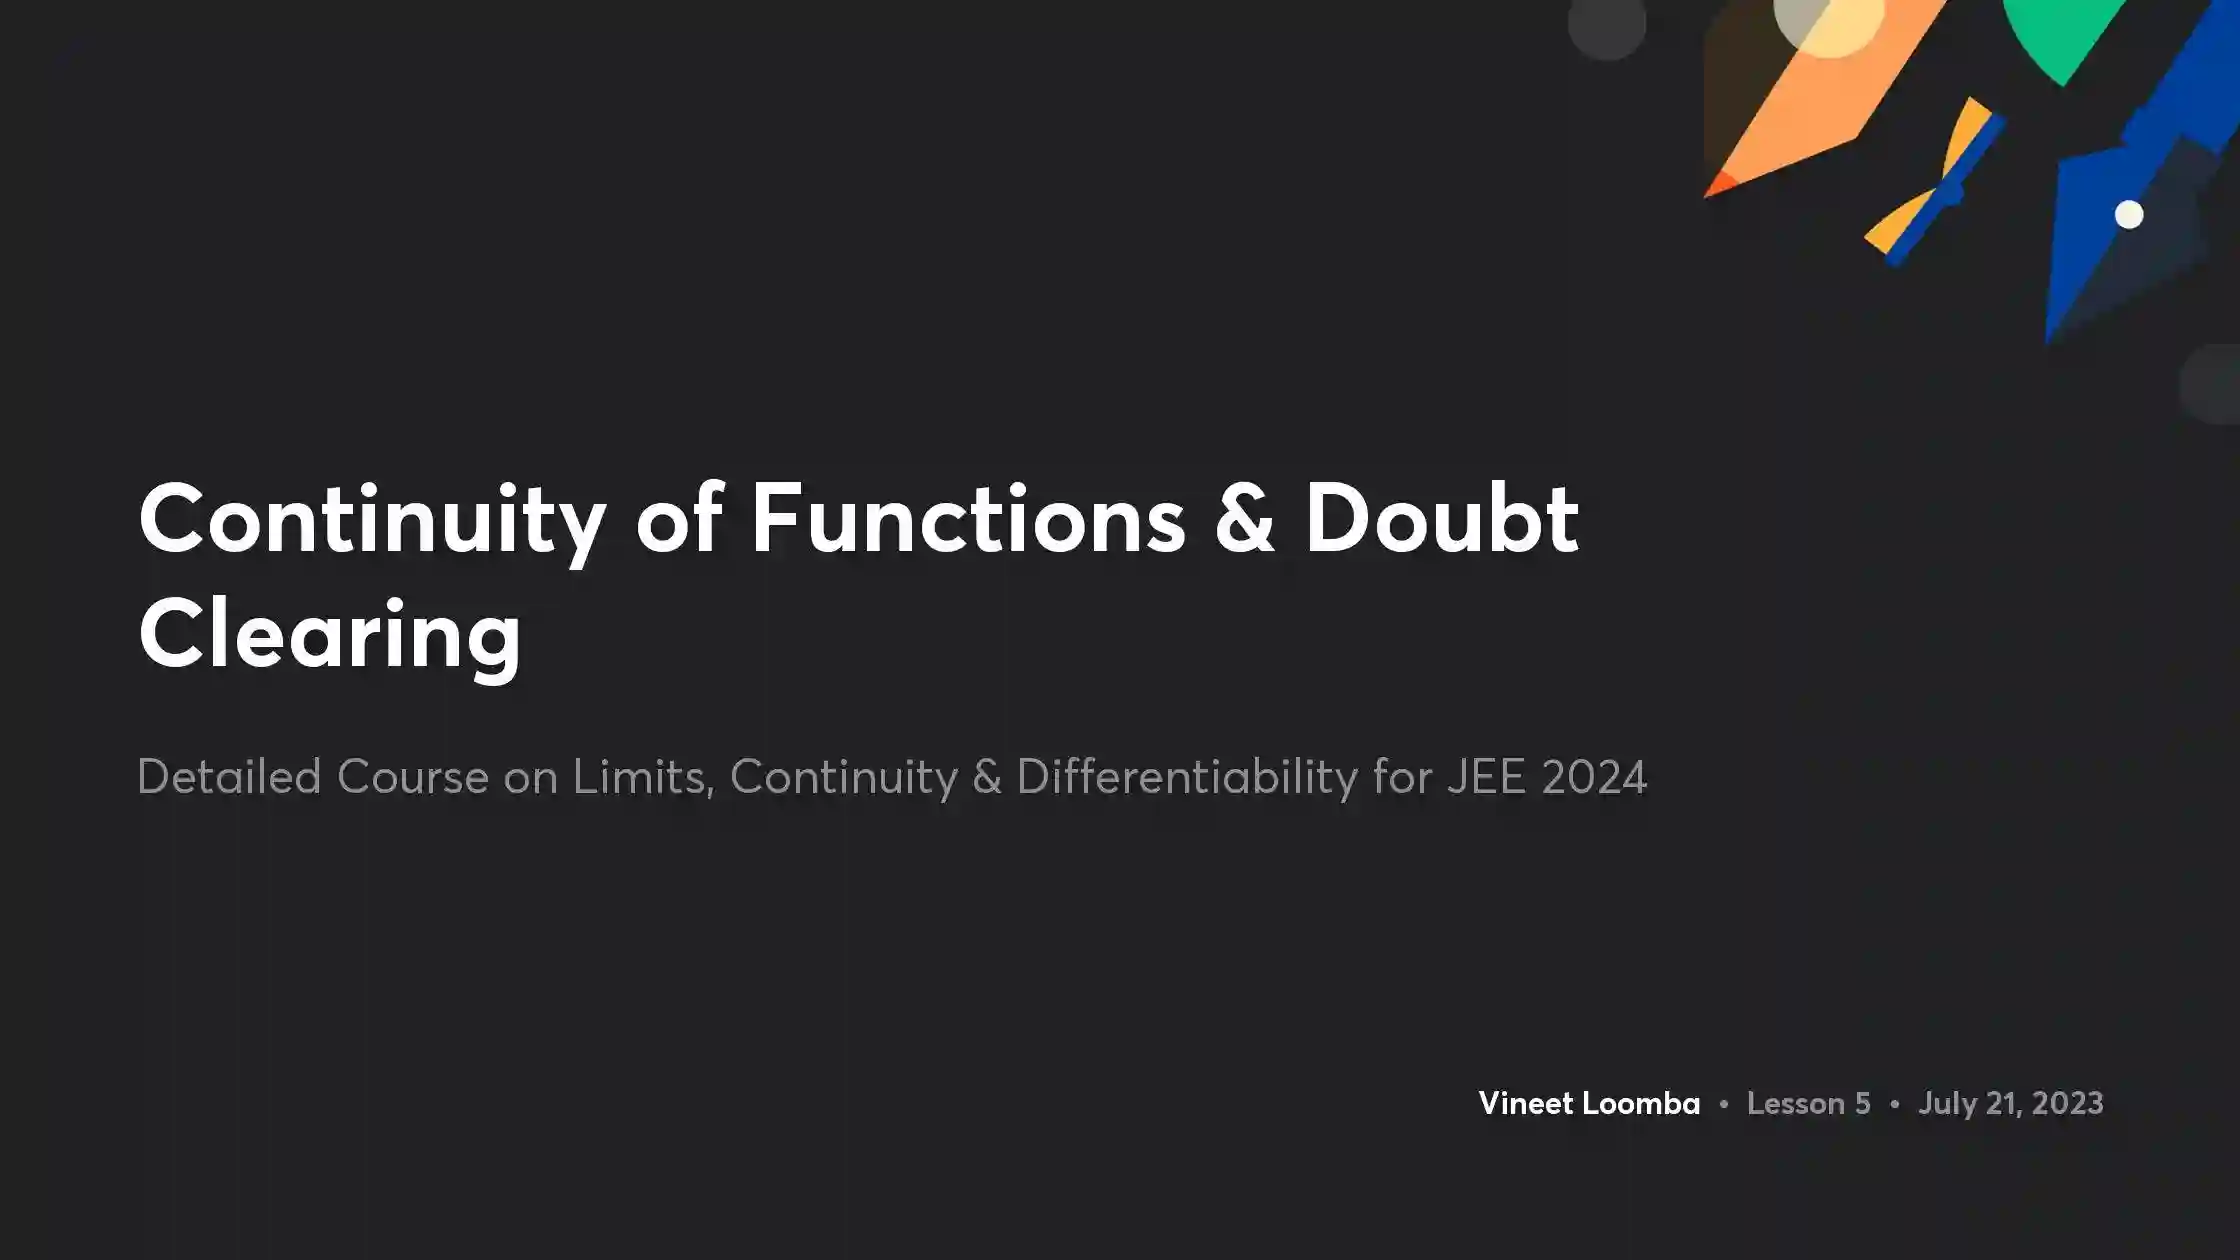 Continuity of Functions & Doubt
Clearing
Detailed Course on Limits, Continuity & Differentiability for JEE 2024
Vineet Loomba • Lesson 5 • July 21, 2023